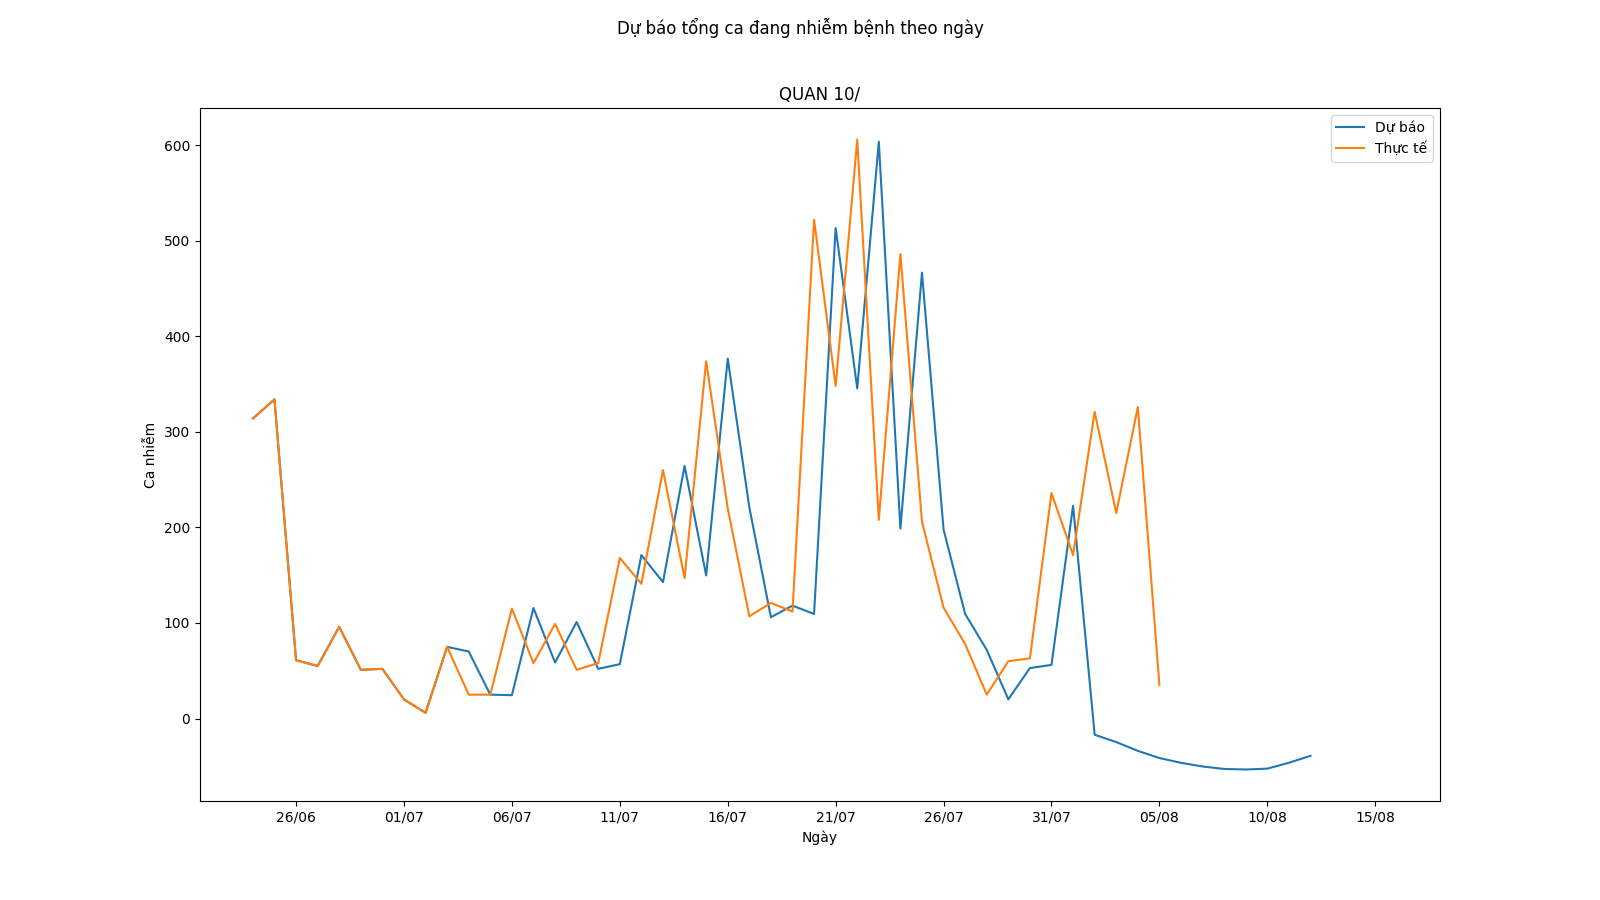 Dự báo tổng ca đang nhiễm bệnh theo ngày
QUAN 10/
Dự báo
Thực tế
600
500
400
300
200
100
0
Ca nhiễm
26/06 01/07 06/07 11/07 16/07 21/07 26/07 31/07 05/08 10/08 15/08
Ngày